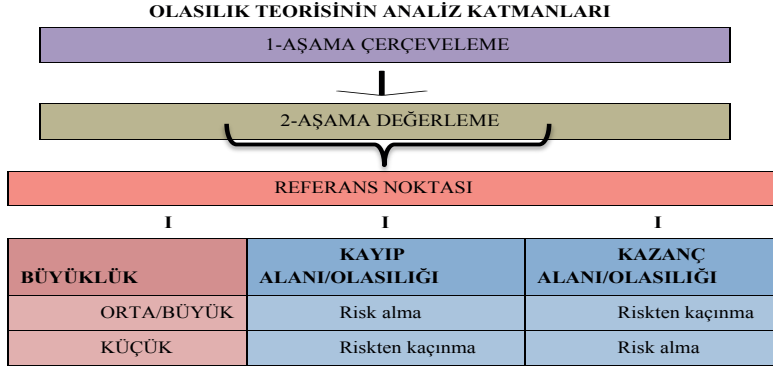 OLASILIK TEORİSİNİN ANALİZ KATMANLARI
1-AŞAMA ÇERÇEVELEME
2-AŞAMA DEĞERLEME
REFERANS NOKTASI
I I I
BÜYÜKLÜK
KAYIP
ALANI/OLASILIĞI
KAZANÇ
ALANI/OLASILIĞI
ORTA/BÜYÜK Risk alma Riskten kaçınma
KÜÇÜK Riskten kaçınma Risk alma